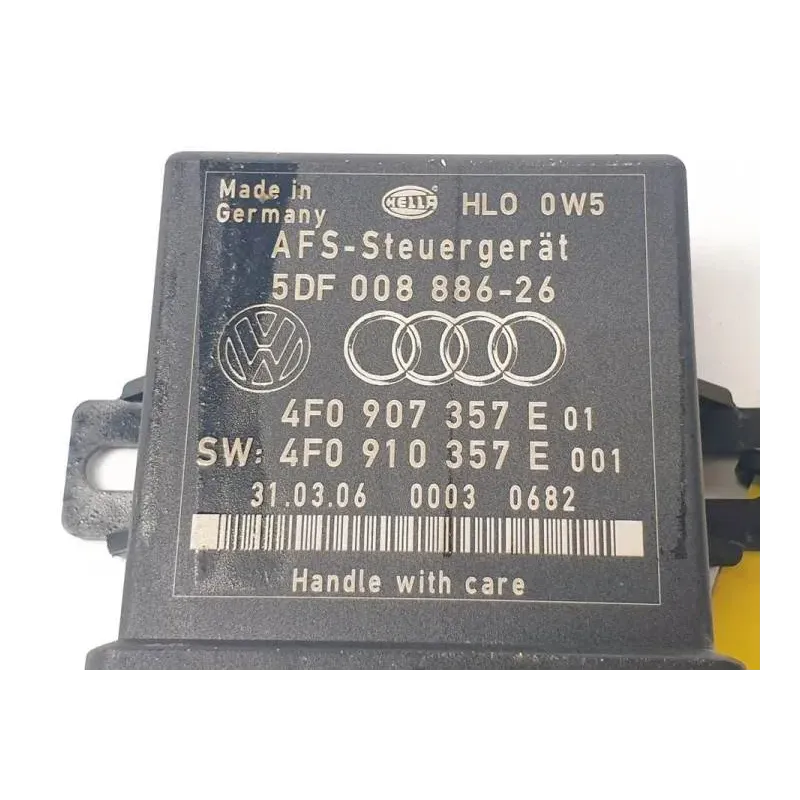 Made in
Germany
HELLA HLO 0W5
AFS-Steuergerät
5DF 008 886-26
VW
4F0 907 357 E 01
SW: 4F0 910 357 E 001
31.03.06 0003 0682
Handle with care